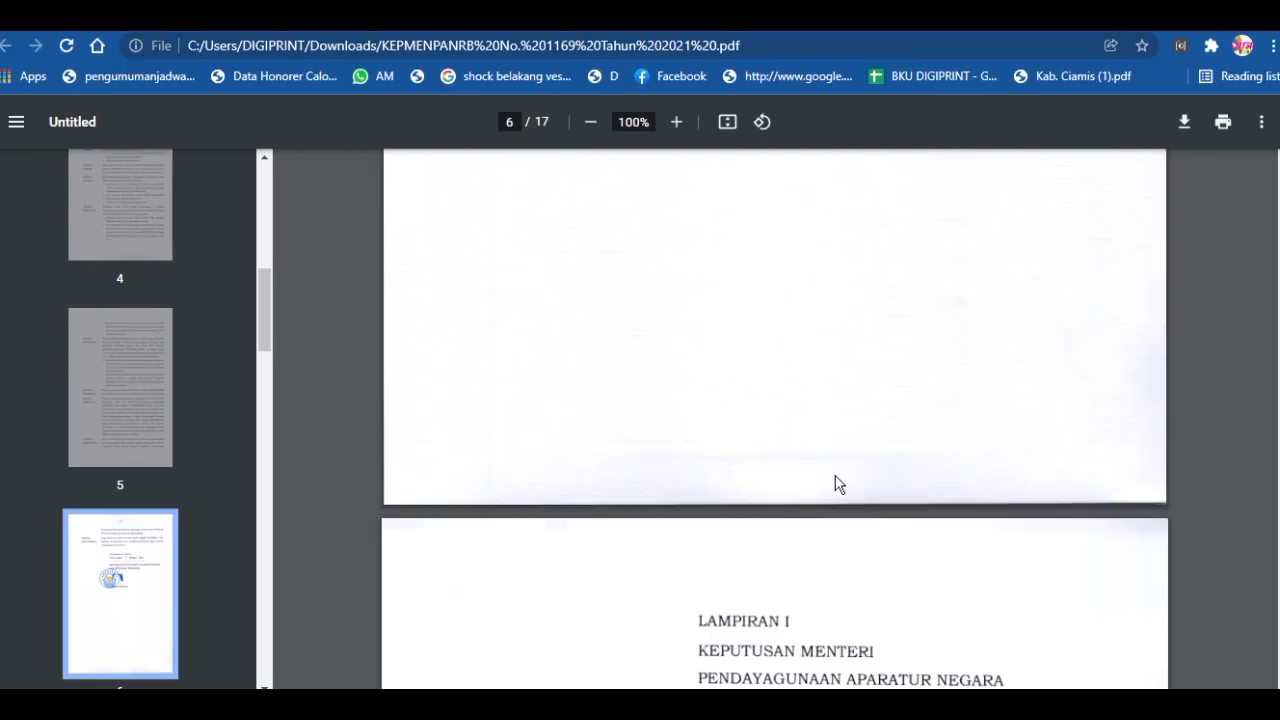 File C:/Users/DIGIPRINT/Downloads/KEPMENPANRB%20No.%201169%20Tahun%202021%20.pdf
Apps pengumumanjadwa... Data Honorer Calo... AM shock belakang ves... D Facebook http://www.google.... BKU DIGIPRINT - G... Kab. Ciamis (1).pdf Reading list
Untitled 6 / 17 100%
4
5
LAMPIRAN I
KEPUTUSAN MENTERI
PENDAYAGUNAAN APARATUR NEGARA